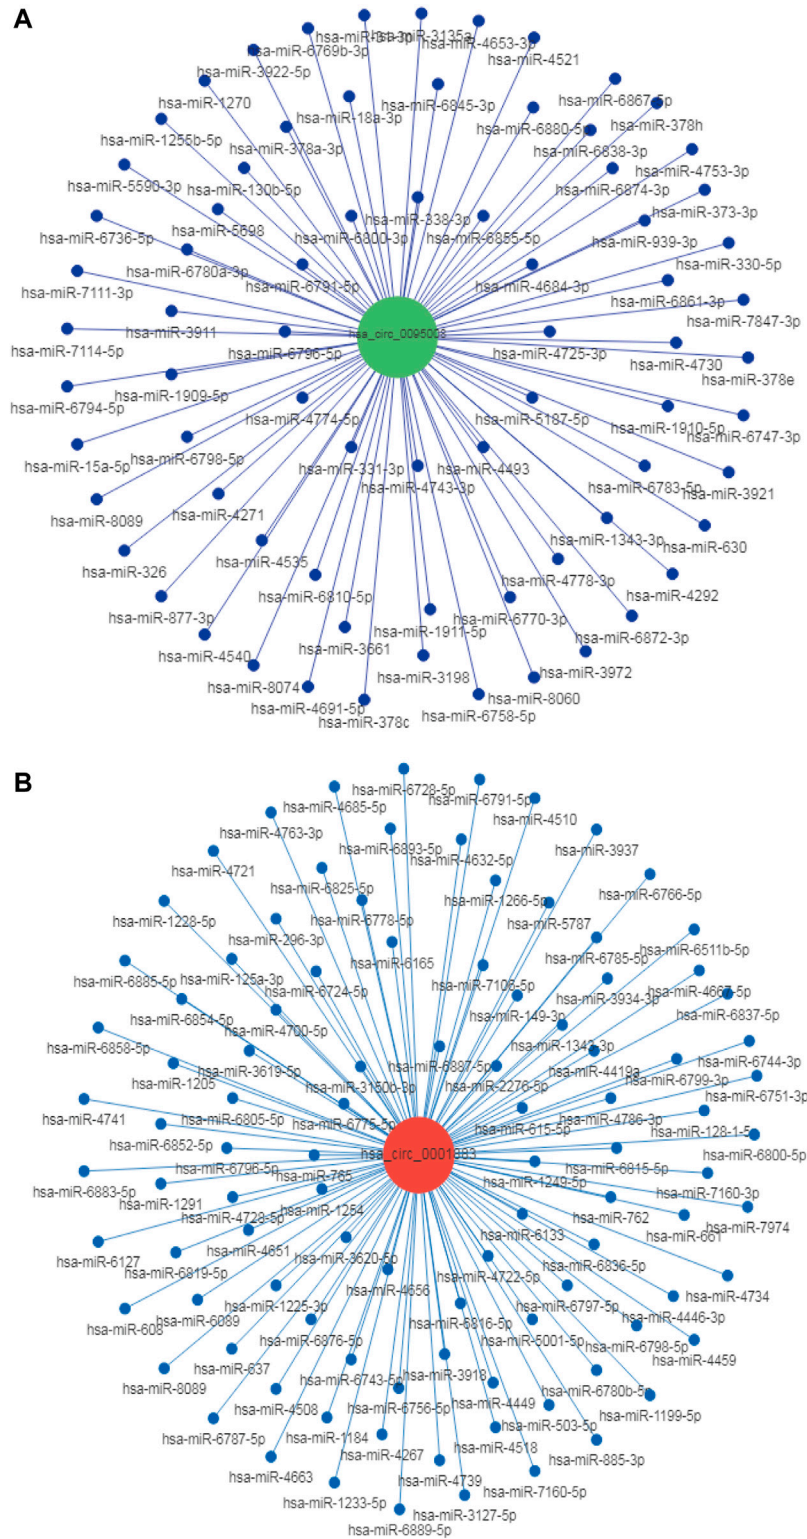 A
hsa-miR-3135a
hsa-miR-4653-3p
hsa-miR-6769b-3p
hsa-miR-4521
hsa-miR-3922-5p
hsa-miR-1270
hsa-miR-6845-3p
hsa-miR-6867-5p
hsa-miR-18a-3p
hsa-miR-378h
hsa-miR-1255b-5p
hsa-miR-378a-3p
hsa-miR-6880-5p
hsa-miR-6838-3p
hsa-miR-4753-3p
hsa-miR-5590-3p
hsa-miR-130b-5p
hsa-miR-6874-3p
hsa-miR-373-3p
hsa-miR-338-3p
hsa-miR-6736-5p
hsa-miR-5698
hsa-miR-6800-3p
hsa-miR-6855-5p
hsa-miR-939-3p
hsa-miR-330-5p
hsa-miR-6780a-3p
hsa-miR-6791-5p
hsa-miR-4684-3p
hsa-miR-7111-3p
hsa-miR-6861-3p
hsa-miR-7847-3p
hsa-miR-3911
hsa_circ_0095008
hsa-miR-7114-5p
hsa-miR-6796-5p
hsa-miR-4725-3p
hsa-miR-4730
hsa-miR-378e
hsa-miR-6794-5p
hsa-miR-1909-5p
hsa-miR-4774-5p
hsa-miR-5187-5p
hsa-miR-1910-5p
hsa-miR-6747-3p
hsa-miR-15a-5p
hsa-miR-6798-5p
hsa-miR-331-3p
hsa-miR-4493
hsa-miR-4743-3p
hsa-miR-6783-5p
hsa-miR-3921
hsa-miR-8089
hsa-miR-4271
hsa-miR-1343-3p
hsa-miR-630
hsa-miR-326
hsa-miR-4535
hsa-miR-4778-3p
hsa-miR-4292
hsa-miR-6810-5p
hsa-miR-877-3p
hsa-miR-6770-3p
hsa-miR-1911-5p
hsa-miR-6872-3p
hsa-miR-4540
hsa-miR-3661
hsa-miR-3198
hsa-miR-3972
hsa-miR-8074
hsa-miR-4691-5p
hsa-miR-8060
hsa-miR-378c
hsa-miR-6758-5p
B
hsa-miR-6728-5p
hsa-miR-6791-5p
hsa-miR-4685-5p
hsa-miR-4510
hsa-miR-4763-3p
hsa-miR-6893-5p
hsa-miR-3937
hsa-miR-4632-5p
hsa-miR-4721
hsa-miR-6825-5p
hsa-miR-6766-5p
hsa-miR-1266-5p
hsa-miR-1228-5p
hsa-miR-6778-5p
hsa-miR-5787
hsa-miR-296-3p
hsa-miR-6511b-5p
hsa-miR-6785-5p
hsa-miR-6165
hsa-miR-6885-5p
hsa-miR-125a-3p
hsa-miR-6724-5p
hsa-miR-7106-5p
hsa-miR-3934-3p
hsa-miR-4667-5p
hsa-miR-6837-5p
hsa-miR-6854-5p
hsa-miR-4700-5p
hsa-miR-149-3p
hsa-miR-1343-3p
hsa-miR-6858-5p
hsa-miR-6744-3p
hsa-miR-3619-5p
hsa-miR-6887-5p
hsa-miR-4419a
hsa-miR-6799-3p
hsa-miR-1205
hsa-miR-3150b-3p
hsa-miR-2276-5p
hsa-miR-6751-3p
hsa-miR-4741
hsa-miR-6805-5p
hsa-miR-6775-5p
hsa-miR-615-5p
hsa-miR-4786-3p
hsa-miR-128-1-5p
hsa-miR-6852-5p
hsa-miR-6800-5p
hsa_circ_0001883
hsa-miR-6796-5p
hsa-miR-765
hsa-miR-6815-5p
hsa-miR-1249-5p
hsa-miR-6883-5p
hsa-miR-7160-3p
hsa-miR-1291
hsa-miR-1254
hsa-miR-4728-5p
hsa-miR-762
hsa-miR-7974
hsa-miR-661
hsa-miR-6133
hsa-miR-6127
hsa-miR-4651
hsa-miR-3620-5p
hsa-miR-6819-5p
hsa-miR-6836-5p
hsa-miR-4722-5p
hsa-miR-4656
hsa-miR-4734
hsa-miR-608
hsa-miR-6089
hsa-miR-1225-3p
hsa-miR-6797-5p
hsa-miR-4446-3p
hsa-miR-6816-5p
hsa-miR-6876-5p
hsa-miR-5001-5p
hsa-miR-6798-5p
hsa-miR-4459
hsa-miR-637
hsa-miR-3918
hsa-miR-8089
hsa-miR-6743-5p
hsa-miR-6780b-5p
hsa-miR-4508
hsa-miR-6756-5p
hsa-miR-4449
hsa-miR-1199-5p
hsa-miR-503-5p
hsa-miR-6787-5p
hsa-miR-1184
hsa-miR-4267
hsa-miR-4518
hsa-miR-885-3p
hsa-miR-4663
hsa-miR-4739
hsa-miR-7160-5p
hsa-miR-1233-5p
hsa-miR-3127-5p
hsa-miR-6889-5p